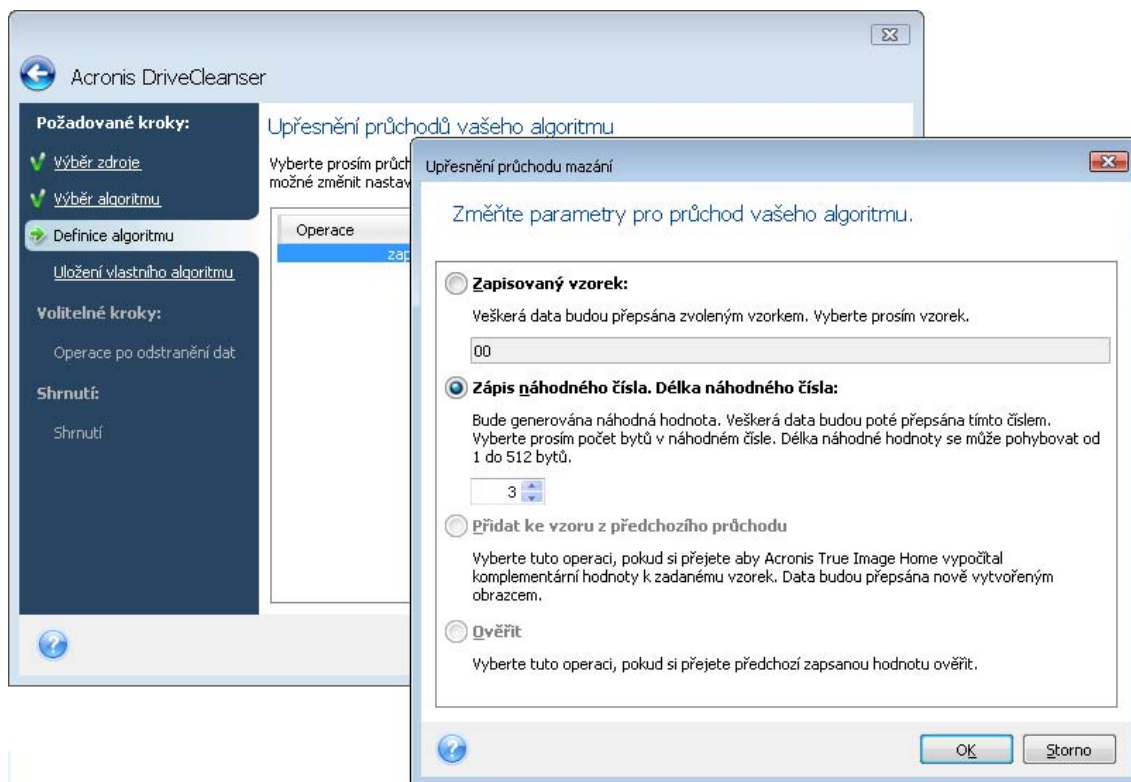 Acronis DriveCleanser
Požadované kroky:
Výběr zdroje
Výběr algoritmu
Definice algoritmu
Uložení vlastního algoritmu
Volitelné kroky:
Operace po odstranění dat
Shrnutí:
Shrnutí
Upřesnění průchodů vašeho algoritmu
Vyberte prosím průch
možné změnit nastav
Operace
zap
Upřesnění průchodu mazání
Změňte parametry pro průchod vašeho algoritmu.
Zapisovaný vzorek:
Veškerá data budou přepsána zvoleným vzorkem. Vyberte prosím vzorek.
00
Zápis náhodného čísla. Délka náhodného čísla:
Bude generována náhodná hodnota. Veškerá data budou poté přepsána tímto číslem.
Vyberte prosím počet bytů v náhodném čísle. Délka náhodné hodnoty se může pohybovat od
1 do 512 bytů.
3
Přidat ke vzoru z předchozího průchodu
Vyberte tuto operaci, pokud si přejete aby Acronis True Image Home vypočítal
komplementární hodnoty k zadanému vzorek. Data budou přepsána nově vytvořeným
obrazcem.
Ověřit
Vyberte tuto operaci, pokud si přejete předchozí zapsanou hodnotu ověřit.
OK
Storno